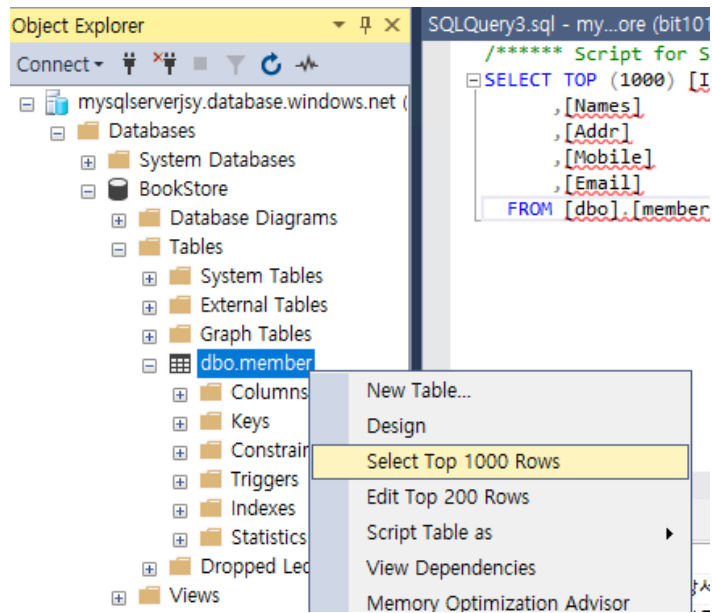 Object Explorer
Connect
mysqlserverjsy.database.windows.net (
Databases
System Databases
BookStore
Database Diagrams
Tables
System Tables
External Tables
Graph Tables
dbo.member
Columns
Keys
Constrain
Triggers
Indexes
Statistics
Dropped Led
Views
SQLQuery3.sql - my...ore (bit101
/****** Script for S
SELECT TOP (1000) [I
,[Names]
,[Addr]
,[Mobile]
,[Email]
FROM [dbo].[member
New Table...
Design
Select Top 1000 Rows
Edit Top 200 Rows
Script Table as
View Dependencies
Memory Optimization Advisor